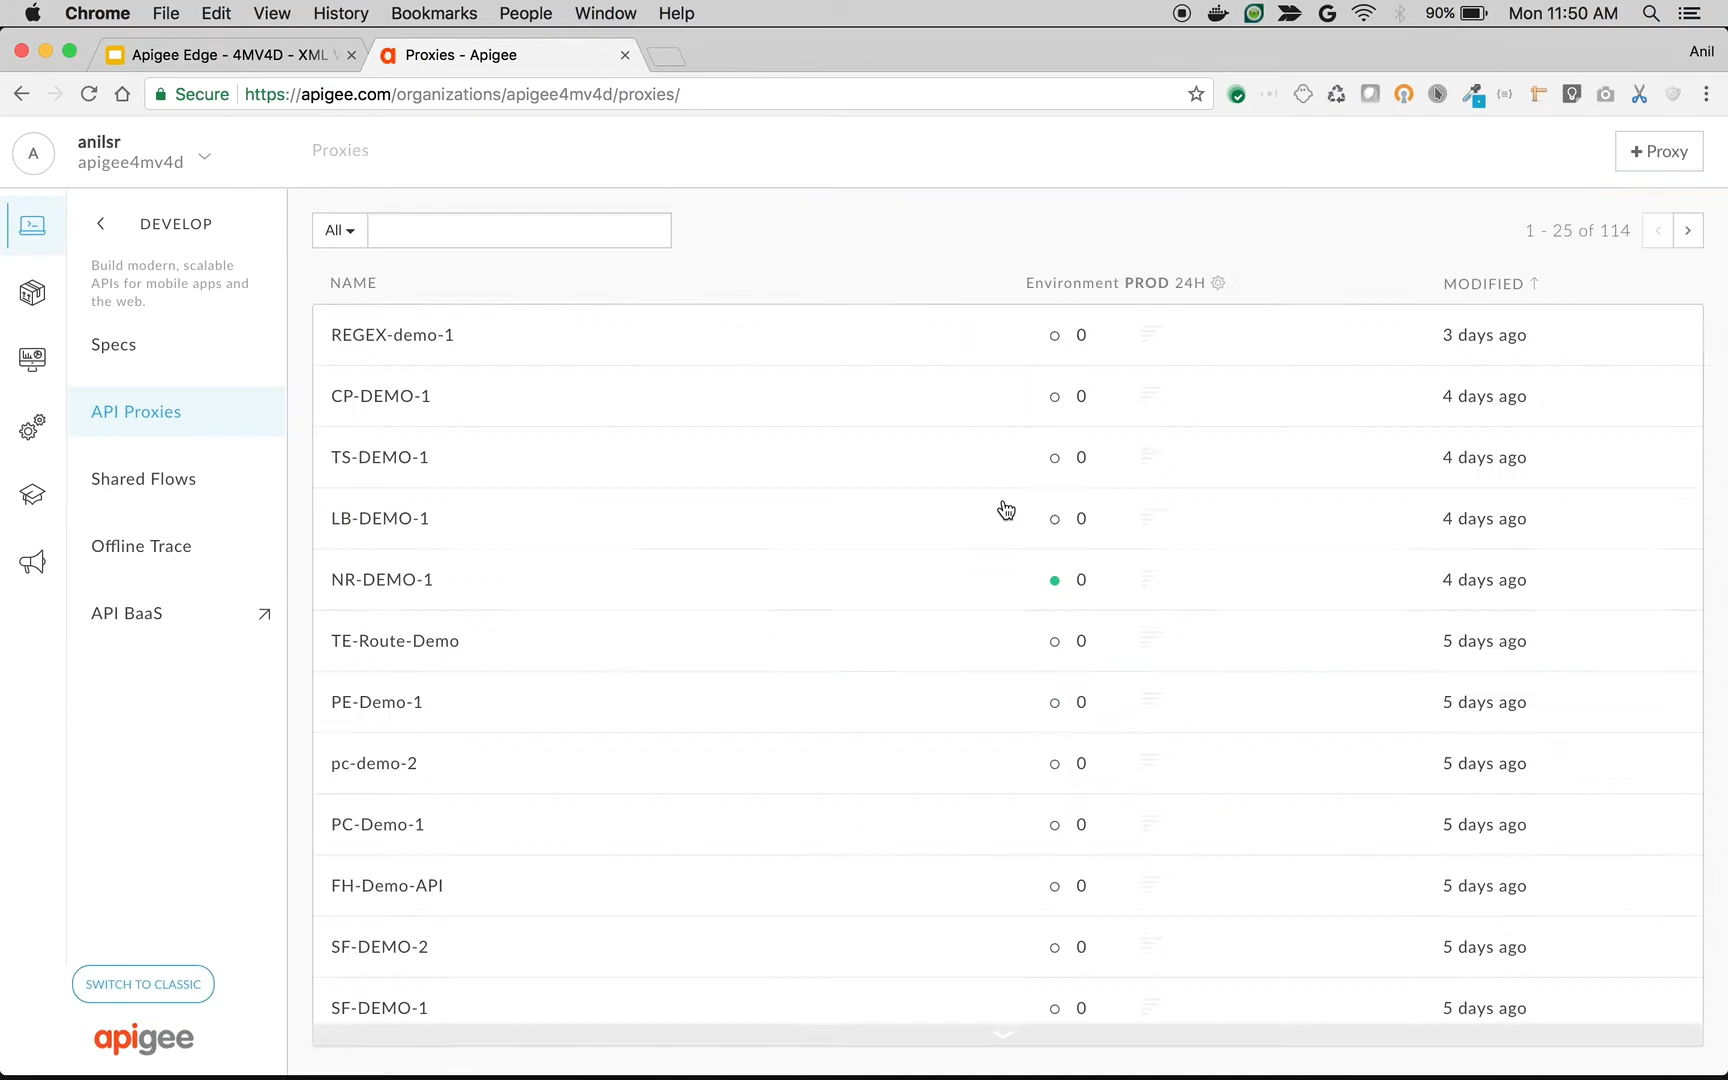 Chrome File Edit View History Bookmarks People Window Help 90% Mon 11:50 AM
Apigee Edge - 4MV4D - XML Proxies - Apigee Anil
Secure https://apigee.com/organizations/apigee4mv4d/proxies/
A anilsr
apigee4mv4d
Proxies
+ Proxy
DEVELOP
Build modern, scalable
APIs for mobile apps and
the web.
Specs
API Proxies
Shared Flows
Offline Trace
API BaaS
SWITCH TO CLASSIC
apigee
All
1 - 25 of 114
NAME Environment PROD 24H MODIFIED ↑
REGEX-demo-1 0 3 days ago
CP-DEMO-1 0 4 days ago
TS-DEMO-1 0 4 days ago
LB-DEMO-1 0 4 days ago
NR-DEMO-1 0 4 days ago
TE-Route-Demo 0 5 days ago
PE-Demo-1 0 5 days ago
pc-demo-2 0 5 days ago
PC-Demo-1 0 5 days ago
FH-Demo-API 0 5 days ago
SF-DEMO-2 0 5 days ago
SF-DEMO-1 0 5 days ago